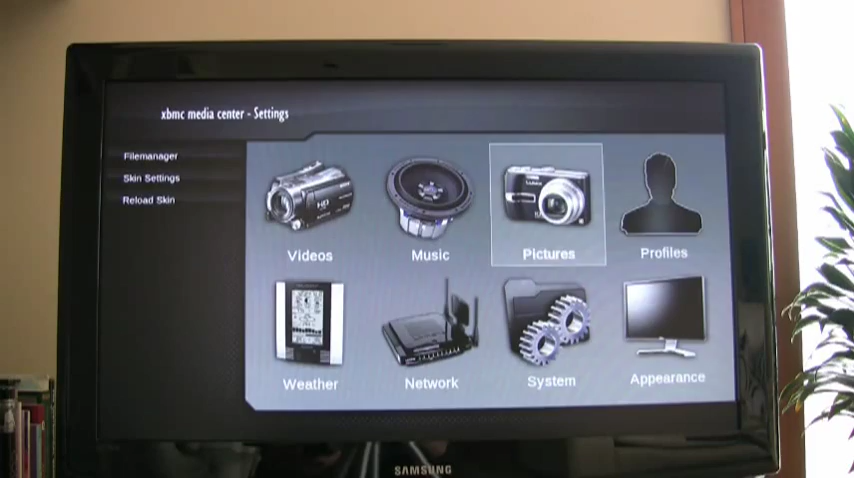 xbmc media center - Settings
Filemanager
Skin Settings
Reload Skin
Videos
Music
Pictures
Profiles
Weather
Network
System
Appearance
SAMSUNG